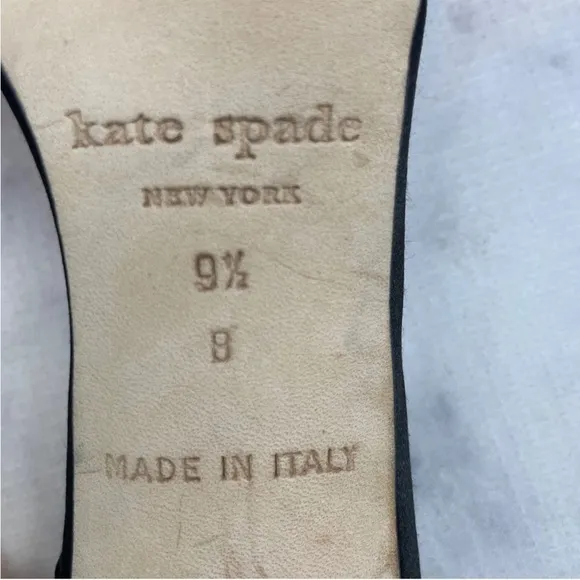 kate spade
NEW YORK
9½
B
MADE IN ITALY